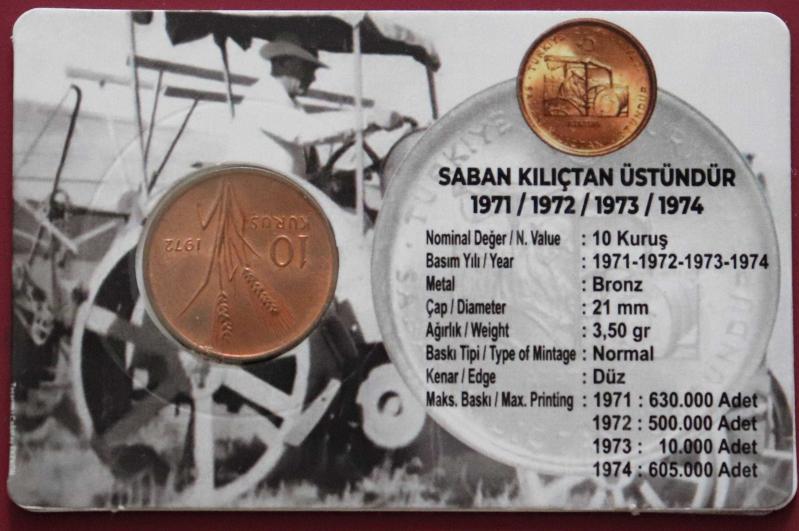 SABAN KILIÇTAN ÜSTÜNDÜR
1971 / 1972 / 1973 / 1974
Nominal Değer / N. Value : 10 Kuruş
Basım Yılı / Year : 1971-1972-1973-1974
Metal : Bronz
Çap / Diameter : 21 mm
Ağırlık / Weight : 3,50 gr
Baskı Tipi / Type of Mintage : Normal
Kenar / Edge : Düz
Maks. Baskı / Max. Printing : 1971 : 630.000 Adet
1972 : 500.000 Adet
1973 : 10.000 Adet
1974 : 605.000 Adet
10
KURUŞ
1972
TÜRKİYE